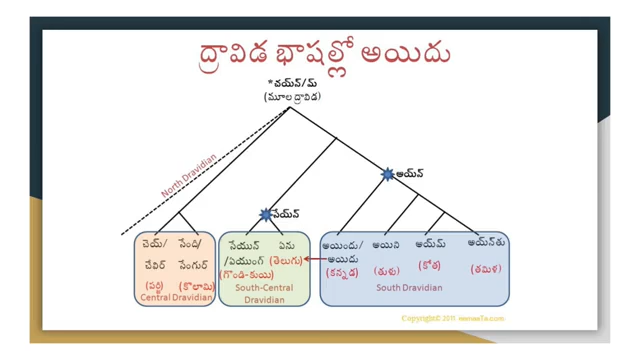 ద్రావిడ భాషల్లో అయిదు
*చయ్న్/మ్
(మూల ద్రావిడ)
North Dravidian
అయ్న్
సేయ్న్
చెయ్/
చేవిర్
(పర్జి)
సేంది/
సేంగుర్
(కొలామి)
Central Dravidian
సేయున్
/ఏయుంగ్
(గొండి-కుయి)
ఏను
(తెలుగు)
South-Central
Dravidian
అయిందు/
అయిదు
(కన్నడ)
అయిని
(తుళు)
అయ్మ్
(కోత)
అయ్న్తు
(తమిళ)
South Dravidian
Copyright© 2011 eemaaTa.com